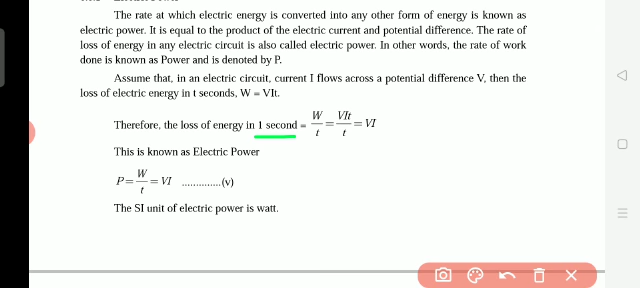 The rate at which electric energy is converted into any other form of energy is known as
electric power. It is equal to the product of the electric current and potential difference. The rate of
loss of energy in any electric circuit is also called electric power. In other words, the rate of work
done is known as Power and is denoted by P.
Assume that, in an electric circuit, current I flows across a potential difference V, then the
loss of electric energy in t seconds, W = VIt.
Therefore, the loss of energy in 1 second = W/t = VIt/t = VI
This is known as Electric Power
P = W/t = VI ..............(v)
The SI unit of electric power is watt.